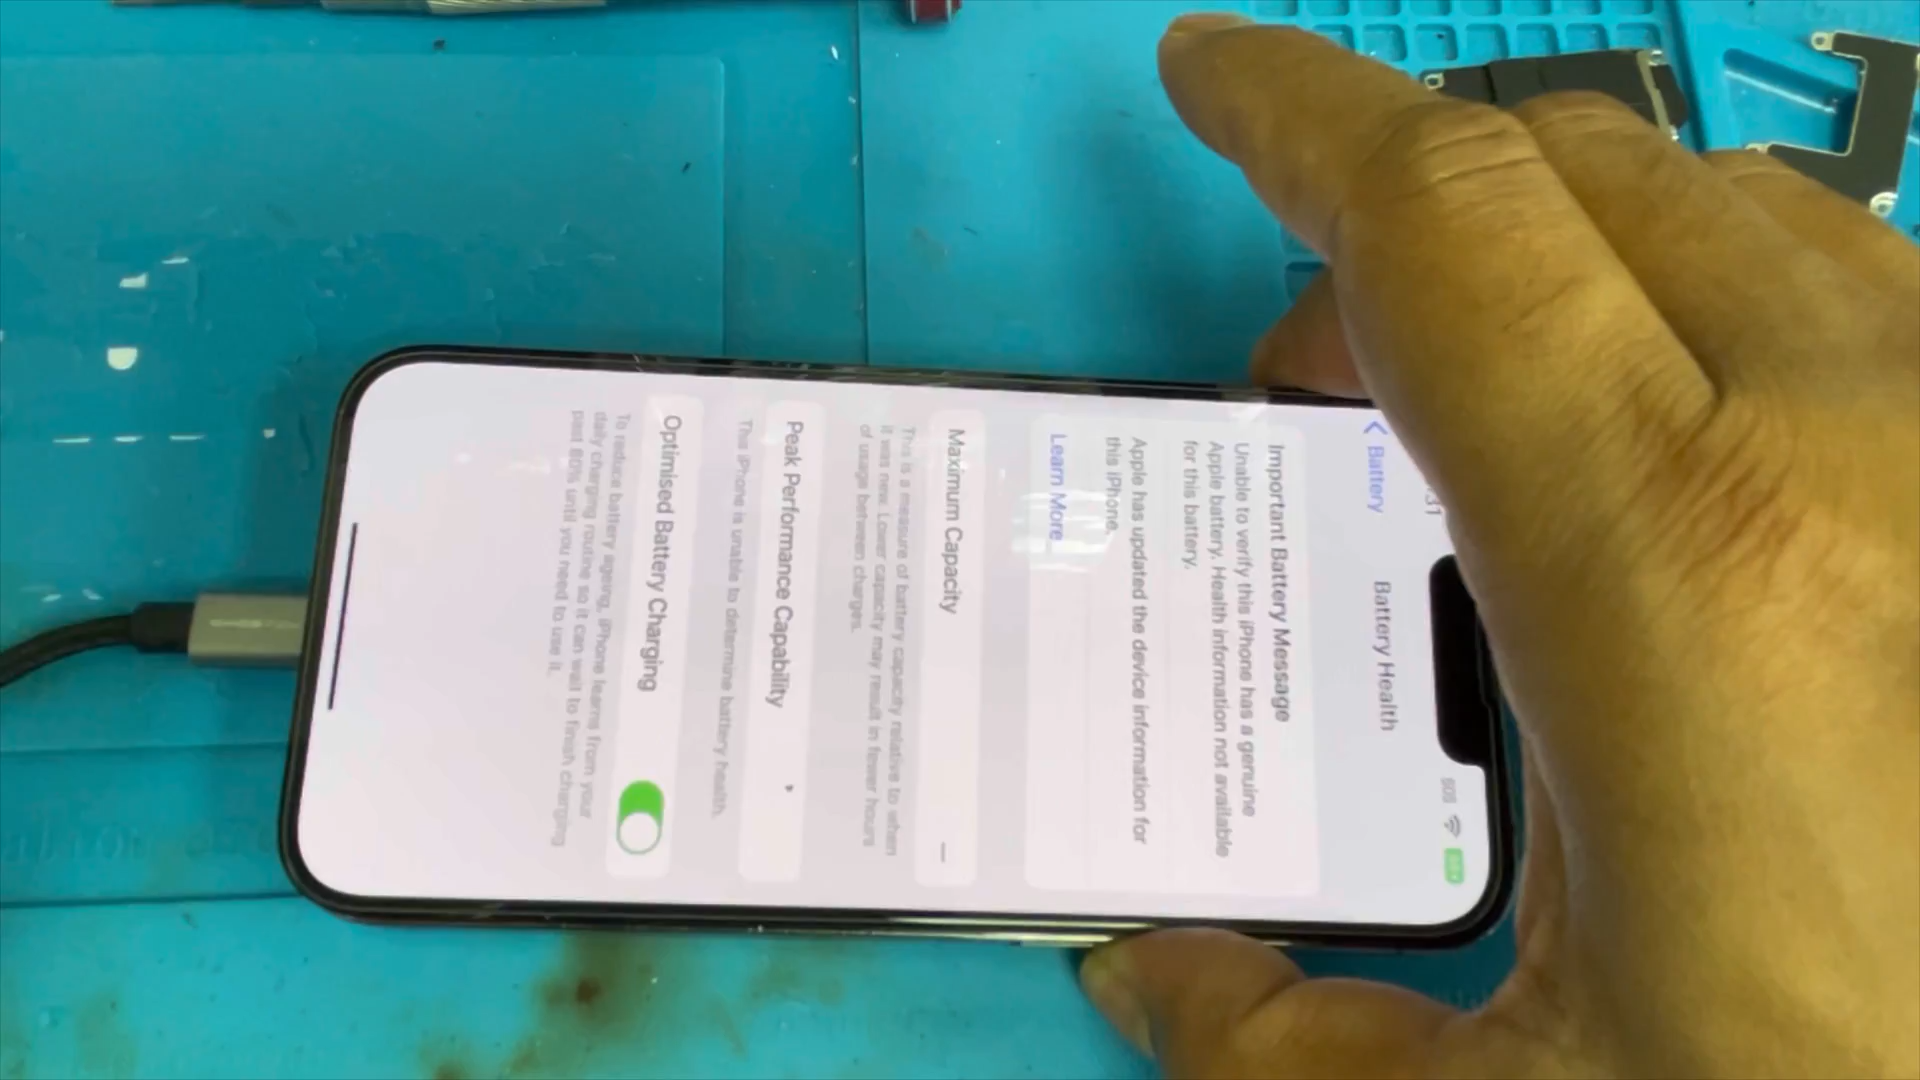 Battery
Battery Health
SOS
Important Battery Message
Unable to verify this iPhone has a genuine
Apple battery. Health information not available
for this battery.
Apple has updated the device information for
this iPhone.
Learn More
Maximum Capacity
—
This is a measure of battery capacity relative to when
it was new. Lower capacity may result in fewer hours
of usage between charges.
Peak Performance Capability
This iPhone is unable to determine battery health.
Optimised Battery Charging
To reduce battery ageing, iPhone learns from your
daily charging routine so it can wait to finish charging
past 80% until you need to use it.